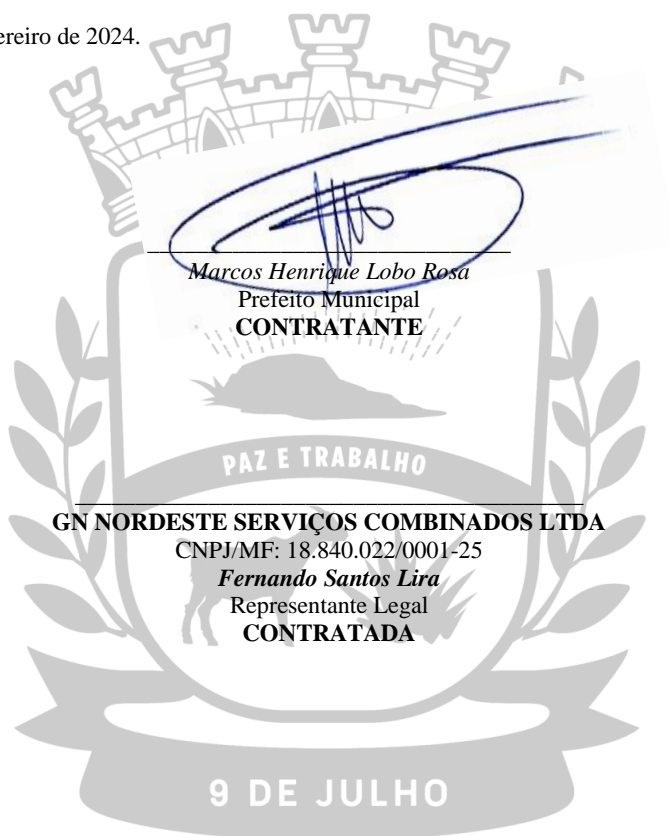 ereiro de 2024.
Marcos Henrique Lobo Rosa
Prefeito Municipal
CONTRATANTE
PAZ E TRABALHO
GN NORDESTE SERVIÇOS COMBINADOS LTDA
CNPJ/MF: 18.840.022/0001-25
Fernando Santos Lira
Representante Legal
CONTRATADA
9 DE JULHO